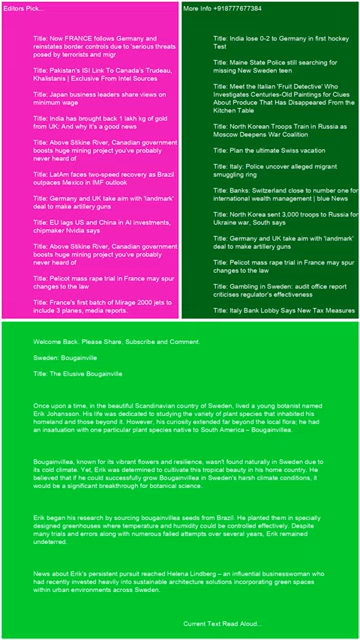 Editors Pick...
Title: Now FRANCE follows Germany and
reinstates border controls due to 'serious threats
posed by terrorists and migr
Title: Pakistan's ISI Link To Canada's Trudeau,
Khalistanis | Exclusive From Intel Sources
Title: Japan business leaders share views on
minimum wage
Title: India has brought back 1 lakh kg of gold
from UK: And why it's a good news
Title: Above Stikine River, Canadian government
boosts huge mining project you've probably
never heard of
Title: LatAm faces two-speed recovery as Brazil
outpaces Mexico in IMF outlook
Title: Germany and UK take aim with 'landmark'
deal to make artillery guns
Title: EU lags US and China in AI investments,
chipmaker Nvidia says
Title: Above Stikine River, Canadian government
boosts huge mining project you've probably
never heard of
Title: Pelicot mass rape trial in France may spur
changes to the law
Title: France's first batch of Mirage 2000 jets to
include 3 planes, media reports.
More Info +918777677384
Title: India lose 0-2 to Germany in first hockey
Test
Title: Maine State Police still searching for
missing New Sweden teen
Title: Meet the Italian 'Fruit Detective' Who
Investigates Centuries-Old Paintings for Clues
About Produce That Has Disappeared From the
Kitchen Table
Title: North Korean Troops Train in Russia as
Moscow Deepens War Coalition
Title: Plan the ultimate Swiss vacation
Title: Italy: Police uncover alleged migrant
smuggling ring
Title: Banks: Switzerland close to number one for
international wealth management | blue News
Title: North Korea sent 3,000 troops to Russia for
Ukraine war, South says
Title: Germany and UK take aim with 'landmark'
deal to make artillery guns
Title: Pelicot mass rape trial in France may spur
changes to the law
Title: Gambling in Sweden: audit office report
criticises regulator's effectiveness
Title: Italy Bank Lobby Says New Tax Measures
Welcome Back. Please Share, Subscribe and Comment.
Sweden: Bougainville
Title: The Elusive Bougainville
Once upon a time, in the beautiful Scandinavian country of Sweden, lived a young botanist named
Erik Johansson. His life was dedicated to studying the variety of plant species that inhabited his
homeland and those beyond it. However, his curiosity extended far beyond the local flora; he had
an insatuation with one particular plant species native to South America – Bougainvillea.
Bougainvillea, known for its vibrant flowers and resilience, wasn't found naturally in Sweden due to
its cold climate. Yet, Erik was determined to cultivate this tropical beauty in his home country. He
believed that if he could successfully grow Bougainvillea in Sweden's harsh climate conditions, it
would be a significant breakthrough for botanical science.
Erik began his research by sourcing bougainvillea seeds from Brazil. He planted them in specially
designed greenhouses where temperature and humidity could be controlled effectively. Despite
many trials and errors along with numerous failed attempts over several years, Erik remained
undeterred.
News about Erik's persistent pursuit reached Helena Lindberg – an influential businesswoman who
had recently invested heavily into sustainable architecture solutions incorporating green spaces
within urban environments across Sweden.
Current Text Read Aloud...